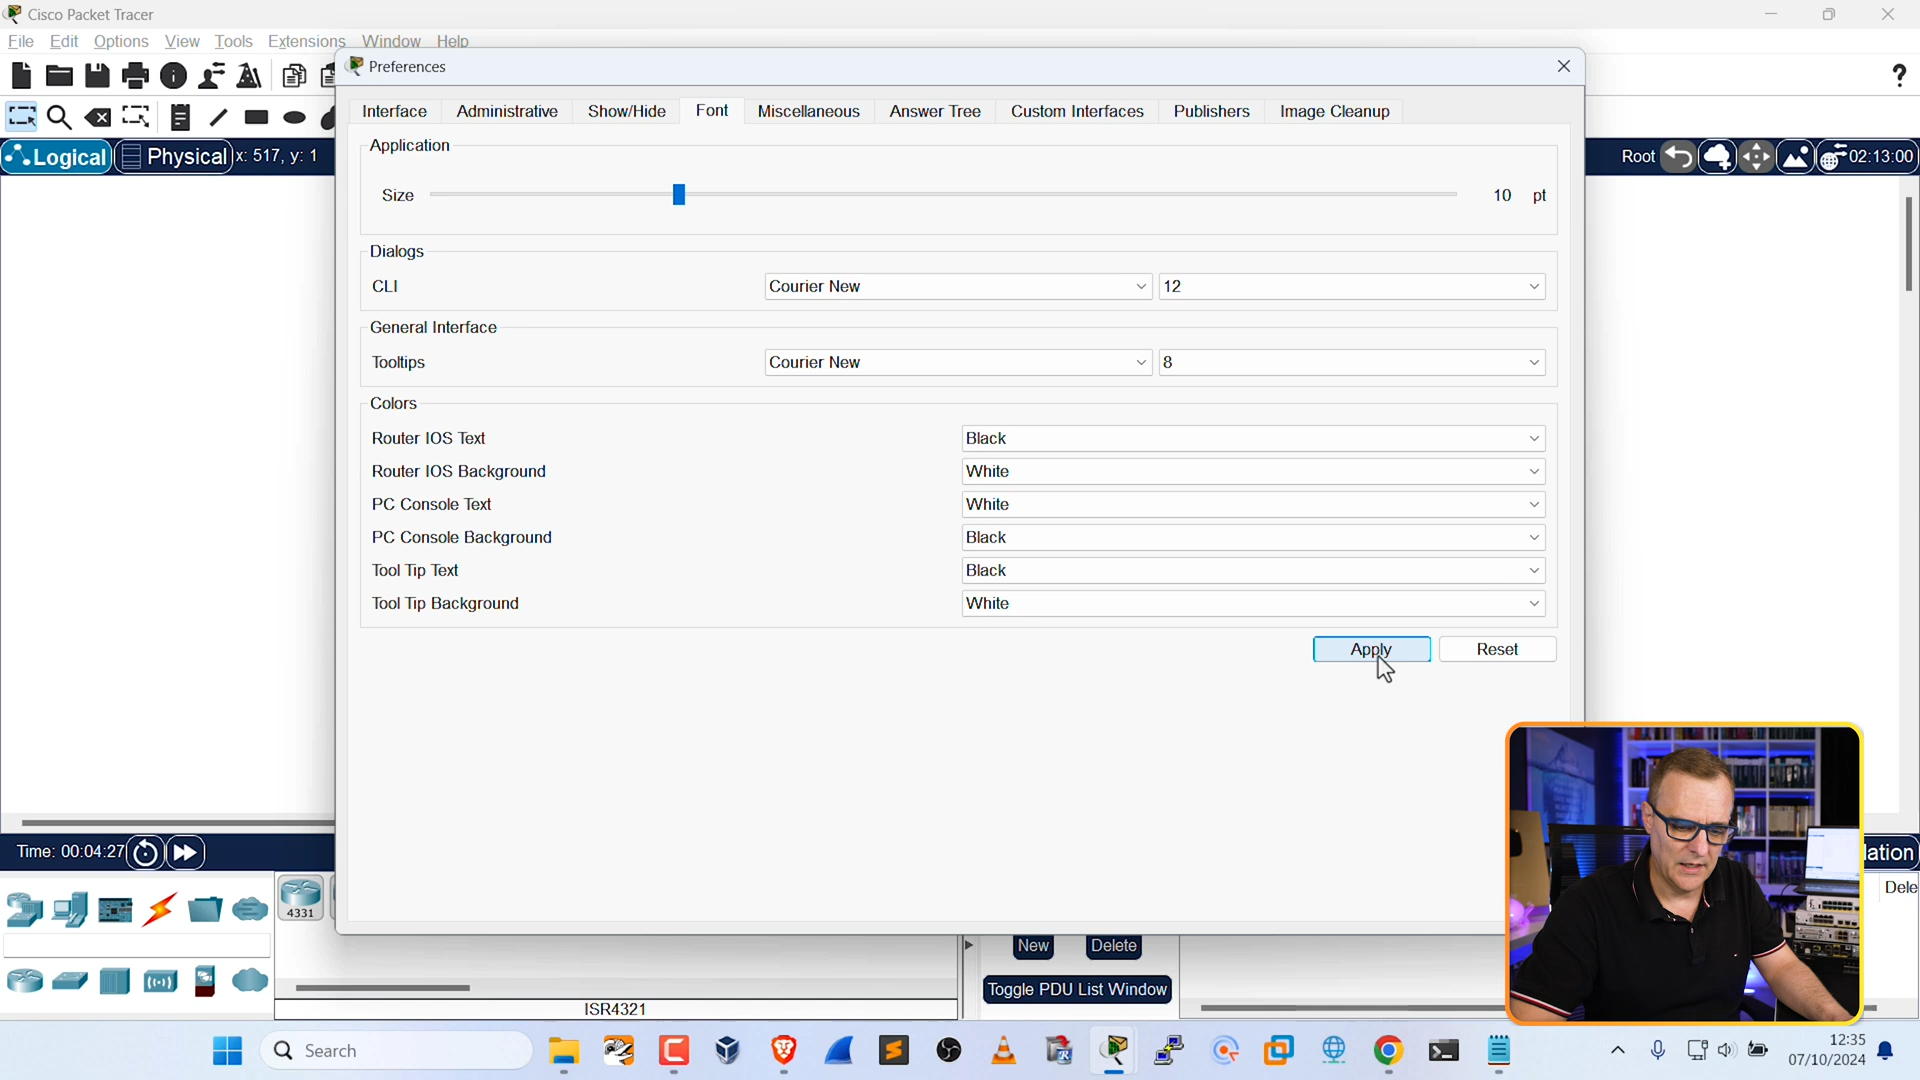 Cisco Packet Tracer
File Edit Options View Tools Extensions Window Help
Preferences
Interface Administrative Show/Hide Font Miscellaneous Answer Tree Custom Interfaces Publishers Image Cleanup
Logical Physical x: 517, y: 1
Root 02:13:00
Application
Size 10 pt
Dialogs
CLI Courier New 12
General Interface
Tooltips Courier New 8
Colors
Router IOS Text Black
Router IOS Background White
PC Console Text White
PC Console Background Black
Tool Tip Text Black
Tool Tip Background White
Apply Reset
Time: 00:04:27
lation
Dele
4331
New Delete
Toggle PDU List Window
ISR4321
Search
12:35
07/10/2024